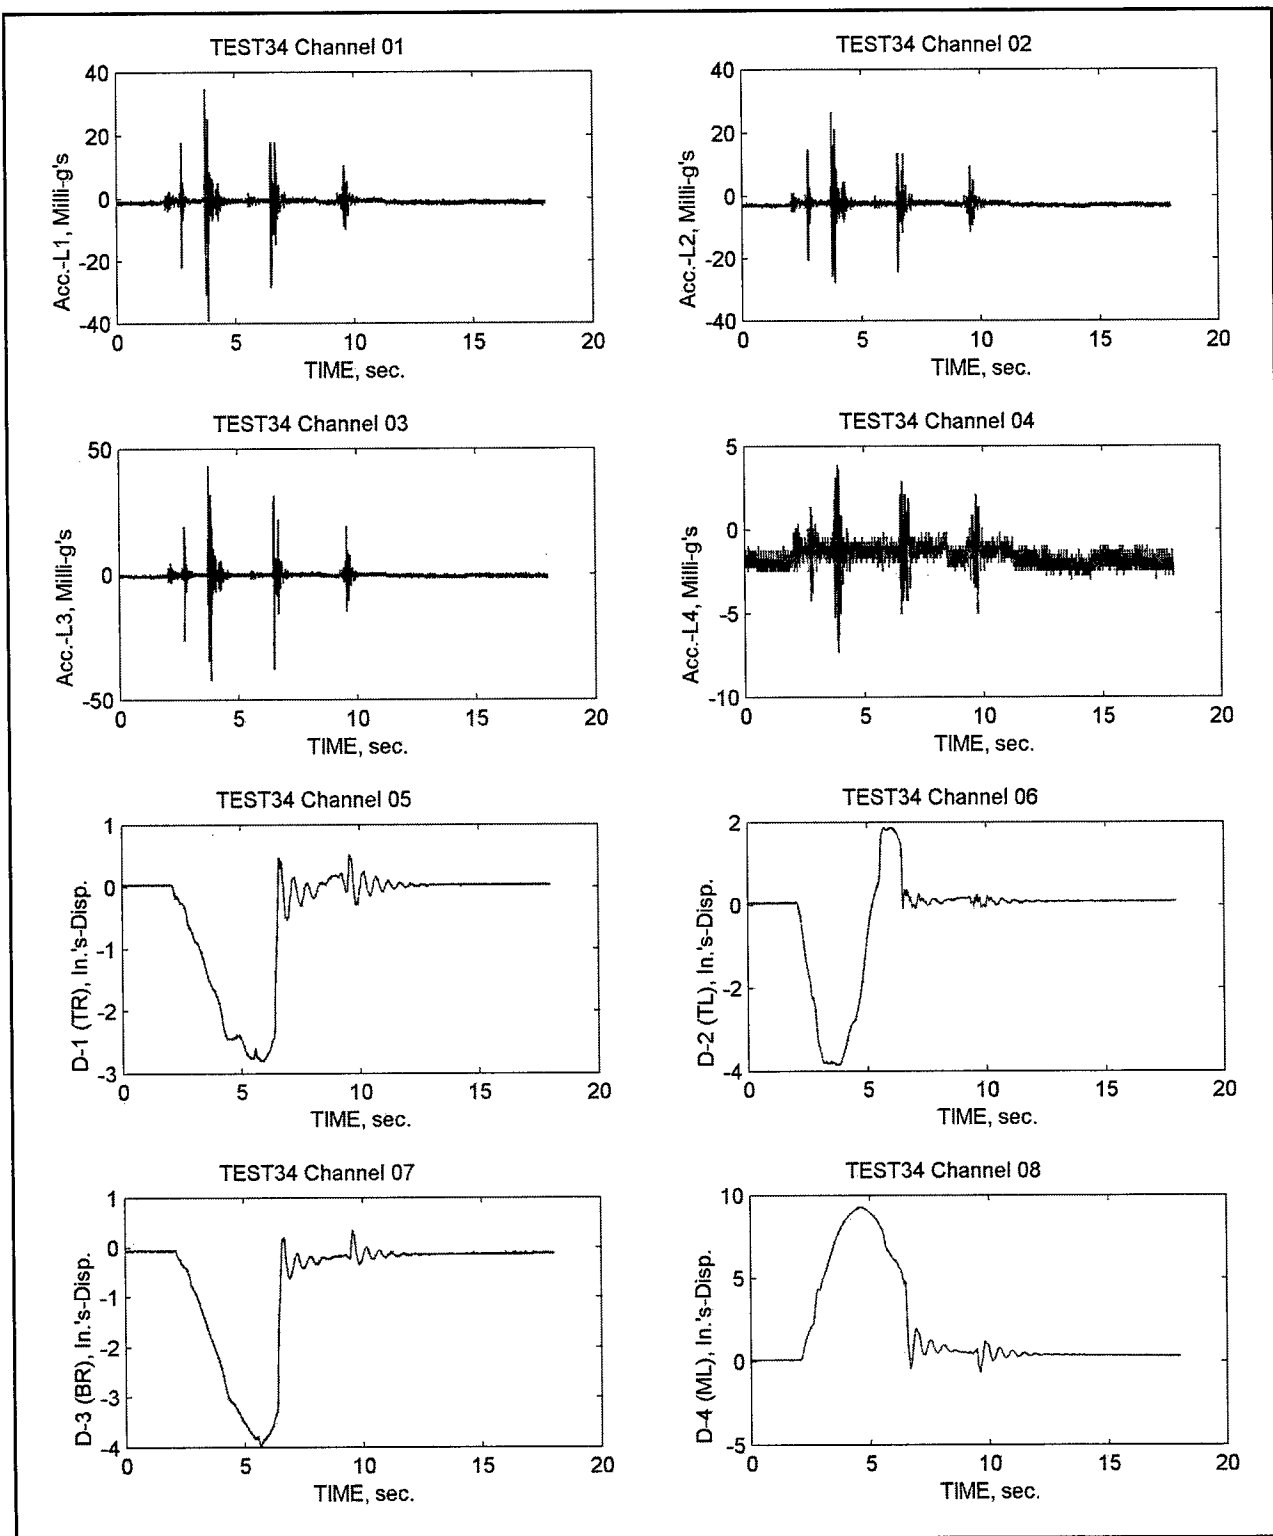 TEST34 Channel 01
40
20
0
-20
-40
Acc.-L1, Milli-g's
0 5 10 15 20
TIME, sec.
TEST34 Channel 02
40
20
0
-20
-40
Acc.-L2, Milli-g's
0 5 10 15 20
TIME, sec.
TEST34 Channel 03
50
0
-50
Acc.-L3, Milli-g's
0 5 10 15 20
TIME, sec.
TEST34 Channel 04
5
0
-5
-10
Acc.-L4, Milli-g's
0 5 10 15 20
TIME, sec.
TEST34 Channel 05
1
0
-1
-2
-3
D-1 (TR), In.'s-Disp.
0 5 10 15 20
TIME, sec.
TEST34 Channel 06
2
0
-2
-4
D-2 (TL), In.'s-Disp.
0 5 10 15 20
TIME, sec.
TEST34 Channel 07
1
0
-1
-2
-3
-4
D-3 (BR), In.'s-Disp.
0 5 10 15 20
TIME, sec.
TEST34 Channel 08
10
5
0
-5
D-4 (ML), In.'s-Disp.
0 5 10 15 20
TIME, sec.